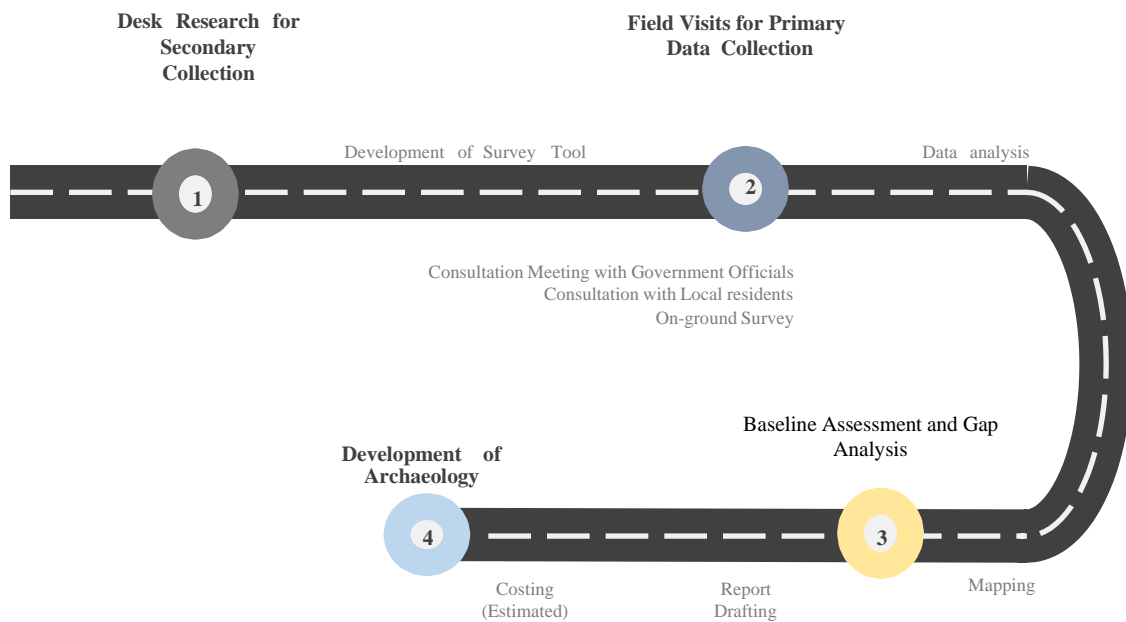 Desk Research for
Secondary
Collection
Field Visits for Primary
Data Collection
Development of Survey Tool
Data analysis
1
2
Consultation Meeting with Government Officials
Consultation with Local residents
On-ground Survey
Baseline Assessment and Gap
Analysis
Development of
Archaeology
4
3
Costing
(Estimated)
Report
Drafting
Mapping